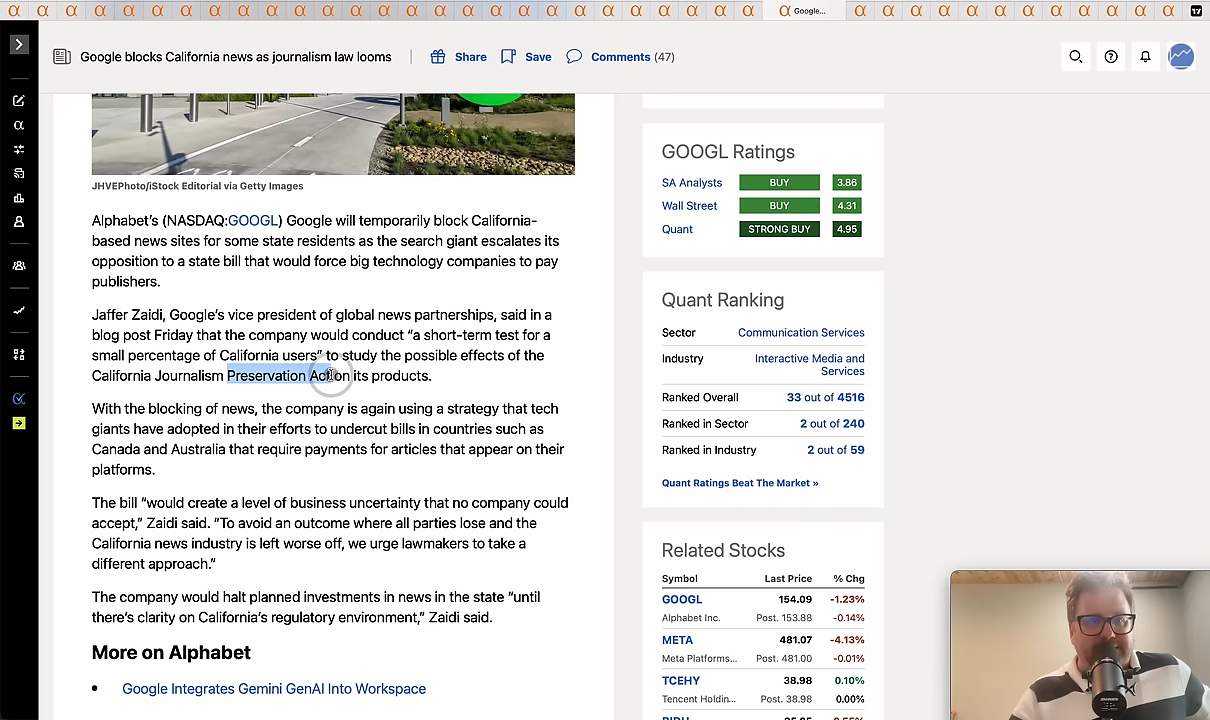 Google...
Google blocks California news as journalism law looms
Share
Save
Comments (47)
JHVEPhoto/iStock Editorial via Getty Images
Alphabet’s (NASDAQ:GOOGL) Google will temporarily block California-
based news sites for some state residents as the search giant escalates its
opposition to a state bill that would force big technology companies to pay
publishers.
Jaffer Zaidi, Google’s vice president of global news partnerships, said in a
blog post Friday that the company would conduct “a short-term test for a
small percentage of California users” to study the possible effects of the
California Journalism Preservation Act on its products.
With the blocking of news, the company is again using a strategy that tech
giants have adopted in their efforts to undercut bills in countries such as
Canada and Australia that require payments for articles that appear on their
platforms.
The bill “would create a level of business uncertainty that no company could
accept,” Zaidi said. “To avoid an outcome where all parties lose and the
California news industry is left worse off, we urge lawmakers to take a
different approach.”
The company would halt planned investments in news in the state “until
there’s clarity on California’s regulatory environment,” Zaidi said.
More on Alphabet
Google Integrates Gemini GenAI Into Workspace
GOOGL Ratings
SA Analysts BUY 3.86
Wall Street BUY 4.31
Quant STRONG BUY 4.95
Quant Ranking
Sector Communication Services
Industry Interactive Media and
Services
Ranked Overall 33 out of 4516
Ranked in Sector 2 out of 240
Ranked in Industry 2 out of 59
Quant Ratings Beat The Market »
Related Stocks
Symbol Last Price % Chg
GOOGL 154.09 -1.23%
Alphabet Inc. Post. 153.88 -0.14%
META 481.07 -4.13%
Meta Platforms... Post. 481.00 -0.01%
TCEHY 38.98 0.10%
Tencent Holdin... Post. 38.98 0.00%